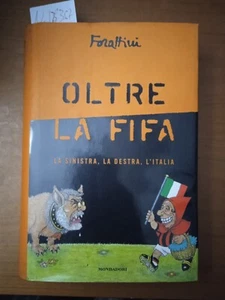 Forattini
OLTRE
LA FIFA
LA SINISTRA, LA DESTRA, L'ITALIA
MONDADORI